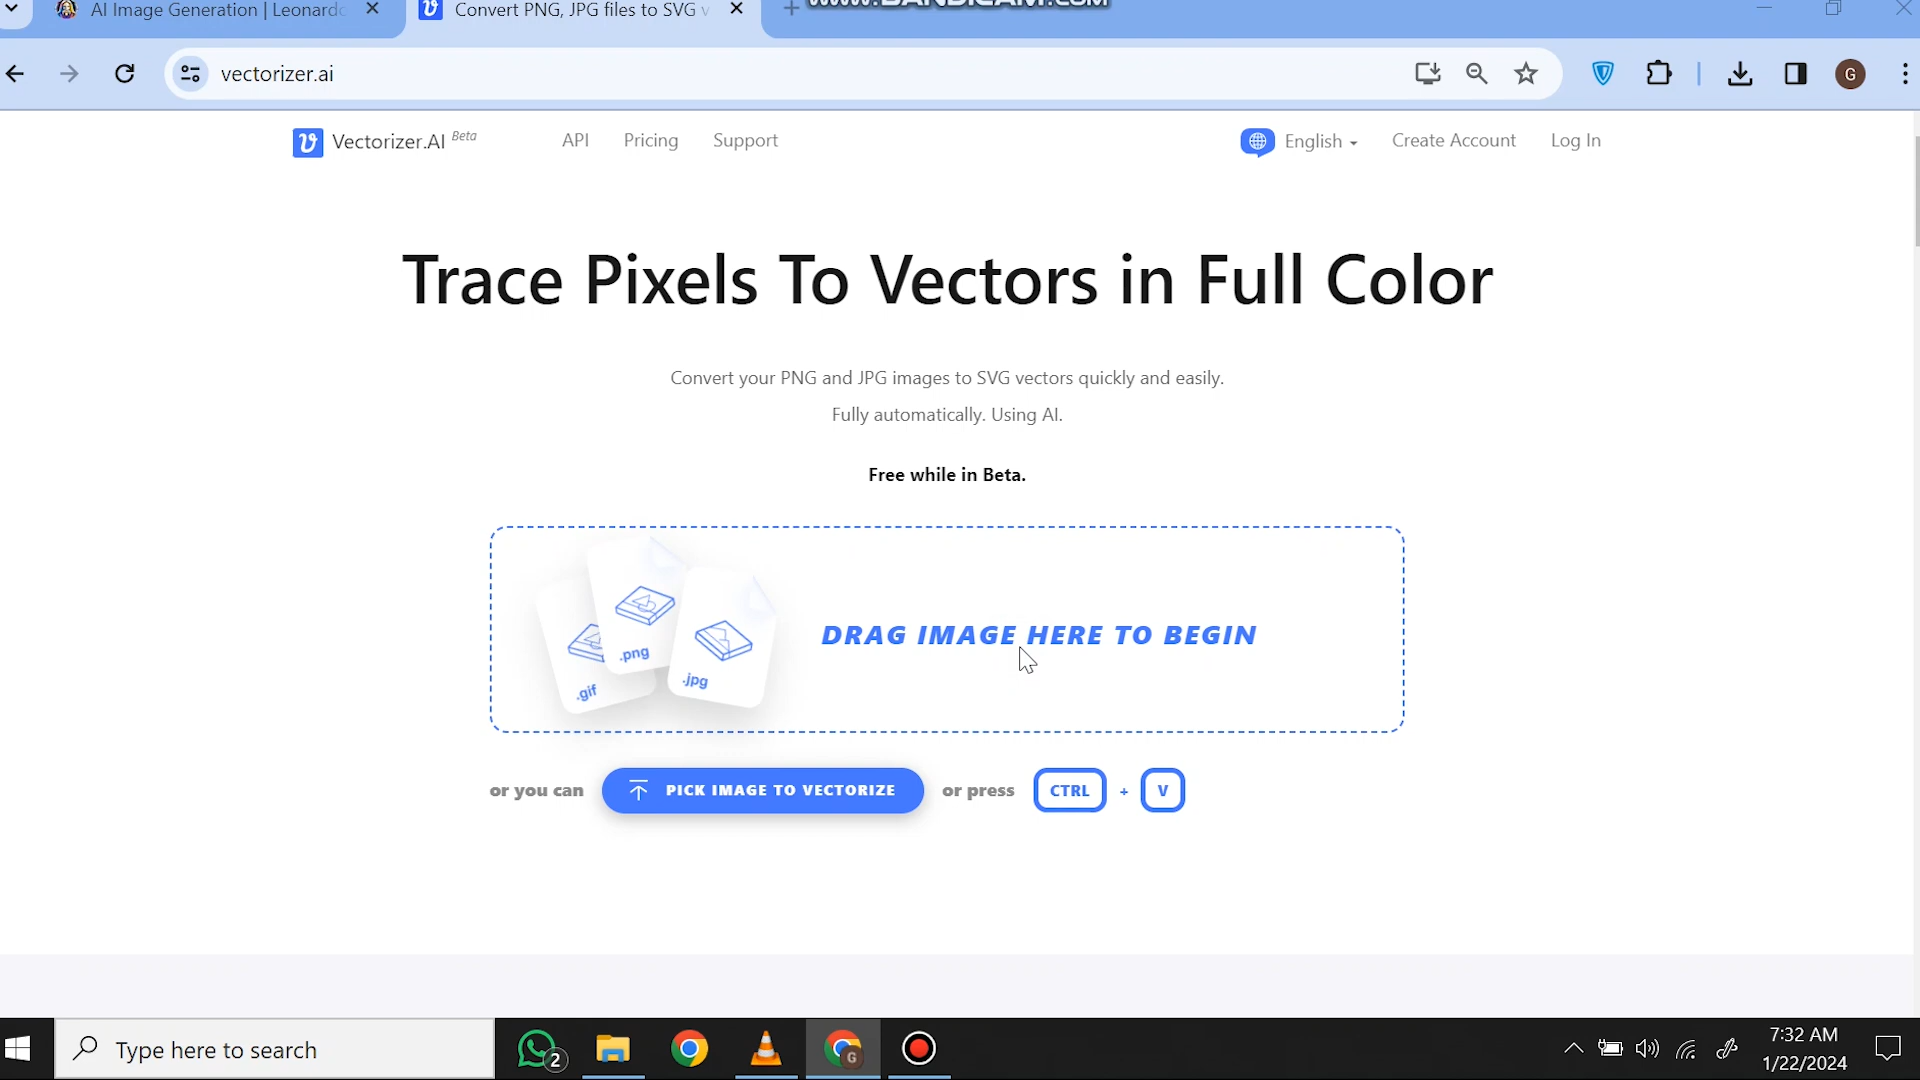 AI Image Generation | Leonardo
Convert PNG, JPG files to SVG v
www.BANDICAM.com
vectorizer.ai
G
Vectorizer.AI Beta
API
Pricing
Support
English
Create Account
Log In
Trace Pixels To Vectors in Full Color
Convert your PNG and JPG images to SVG vectors quickly and easily.
Fully automatically. Using AI.
Free while in Beta.
.gif
.png
.jpg
DRAG IMAGE HERE TO BEGIN
or you can
PICK IMAGE TO VECTORIZE
or press
CTRL
+
V
Type here to search
2
G
7:32 AM
1/22/2024